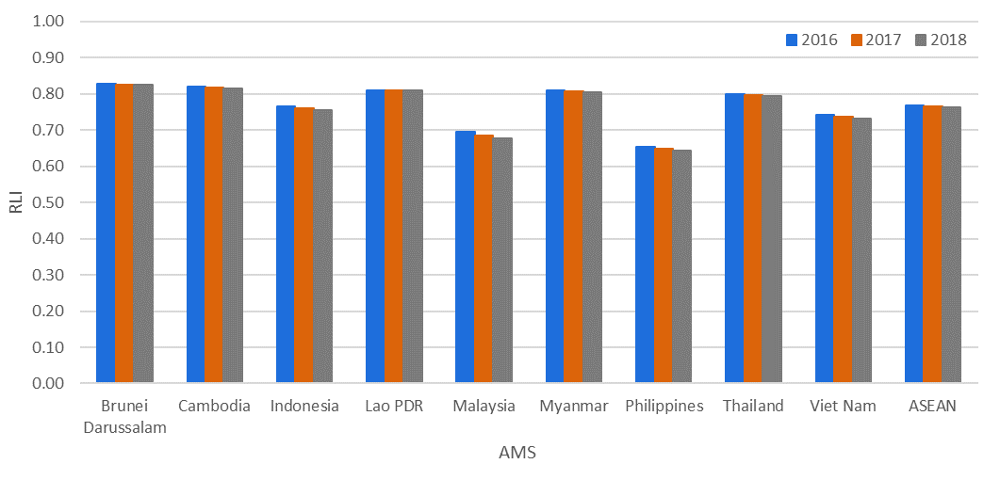 1.00
0.90
0.80
0.70
0.60
0.50
0.40
0.30
0.20
0.10
0.00
RLI
2016 2017 2018
Brunei Darussalam
Cambodia
Indonesia
Lao PDR
Malaysia
Myanmar
Philippines
Thailand
Viet Nam
ASEAN
AMS